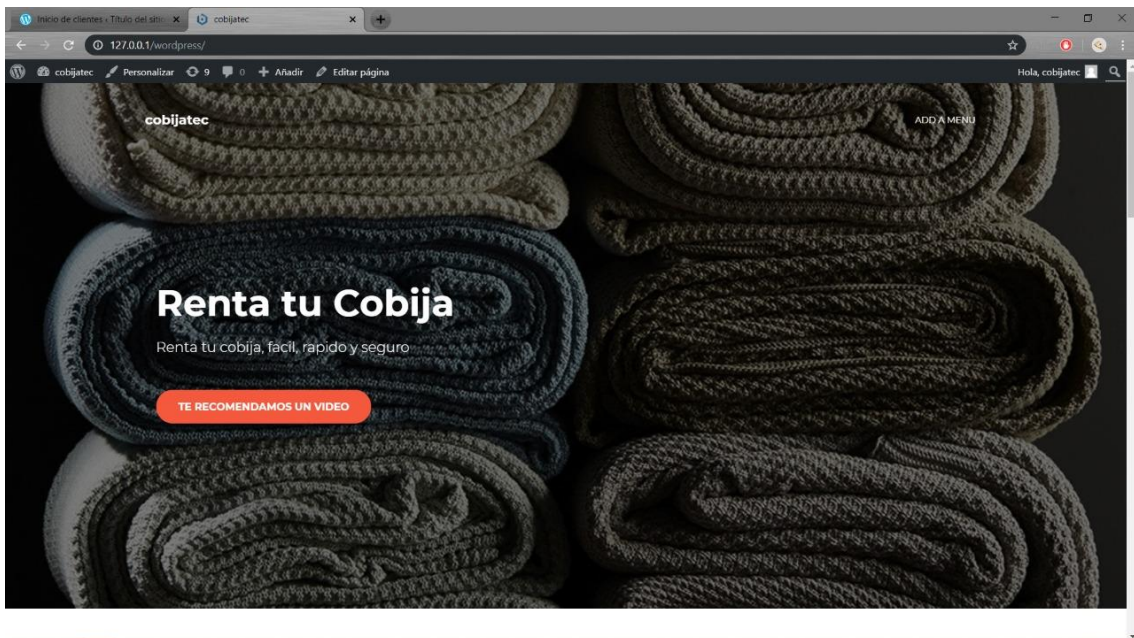 Inicio de clientes ‹ Título del sitio
cobijatec
127.0.0.1/wordpress/
cobijatec Personalizar 9 0 Añadir Editar página Hola, cobijatec
cobijatec ADD A MENU
Renta tu Cobija
Renta tu cobija, facil, rapido y seguro
TE RECOMENDAMOS UN VIDEO